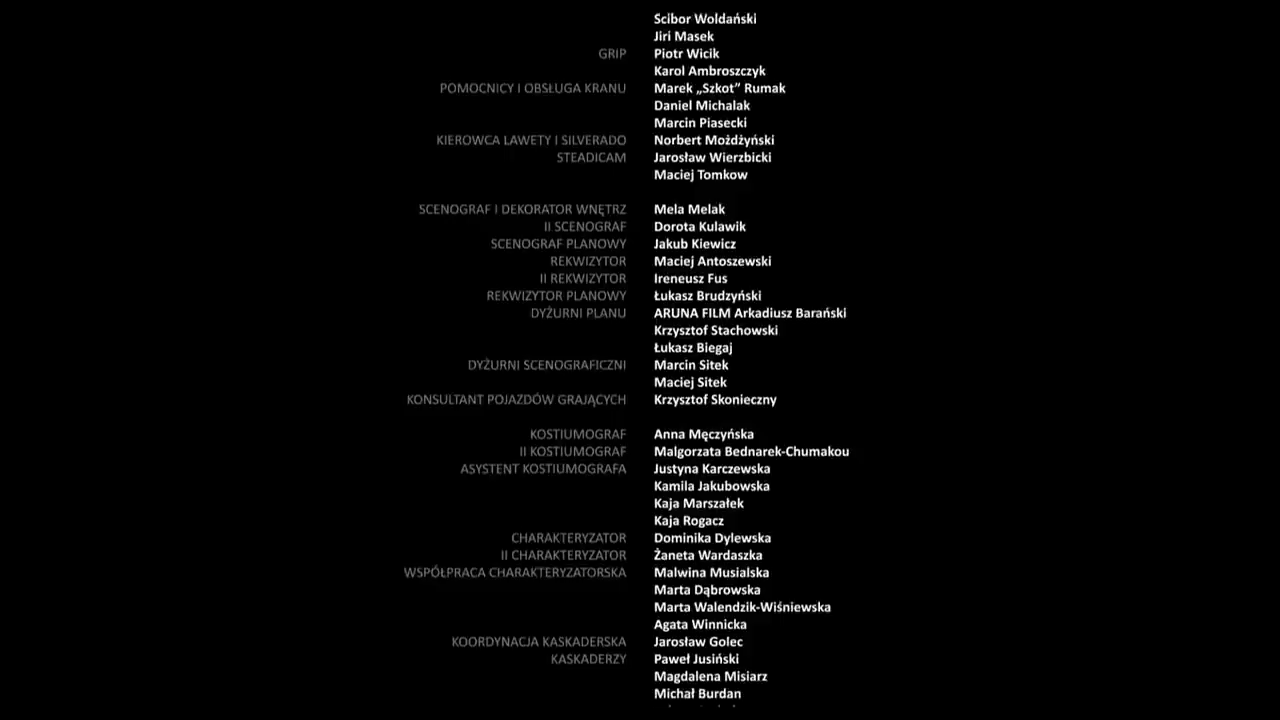 Scibor Woldański
Jiri Masek
GRIP Piotr Wicik
Karol Ambroszczyk
POMOCNICY I OBSŁUGA KRANU Marek „Szkot” Rumak
Daniel Michalak
Marcin Piasecki
KIEROWCA LAWETY I SILVERADO Norbert Możdżyński
STEADICAM Jarosław Wierzbicki
Maciej Tomkow
SCENOGRAF I DEKORATOR WNĘTRZ Mela Melak
II SCENOGRAF Dorota Kulawik
SCENOGRAF PLANOWY Jakub Kiewicz
REKWIZYTOR Maciej Antoszewski
II REKWIZYTOR Ireneusz Fus
REKWIZYTOR PLANOWY Łukasz Brudzyński
DYŻURNI PLANU ARUNA FILM Arkadiusz Barański
Krzysztof Stachowski
Łukasz Biegaj
DYŻURNI SCENOGRAFICZNI Marcin Sitek
Maciej Sitek
KONSULTANT POJAZDÓW GRAJĄCYCH Krzysztof Skonieczny
KOSTIUMOGRAF Anna Męczyńska
II KOSTIUMOGRAF Malgorzata Bednarek-Chumakou
ASYSTENT KOSTIUMOGRAFA Justyna Karczewska
Kamila Jakubowska
Kaja Marszałek
Kaja Rogacz
CHARAKTERYZATOR Dominika Dylewska
II CHARAKTERYZATOR Żaneta Wardaszka
WSPÓŁPRACA CHARAKTERYZATORSKA Malwina Musialska
Marta Dąbrowska
Marta Walendzik-Wiśniewska
Agata Winnicka
KOORDYNACJA KASKADERSKA Jarosław Golec
KASKADERZY Paweł Jusiński
Magdalena Misiarz
Michał Burdan